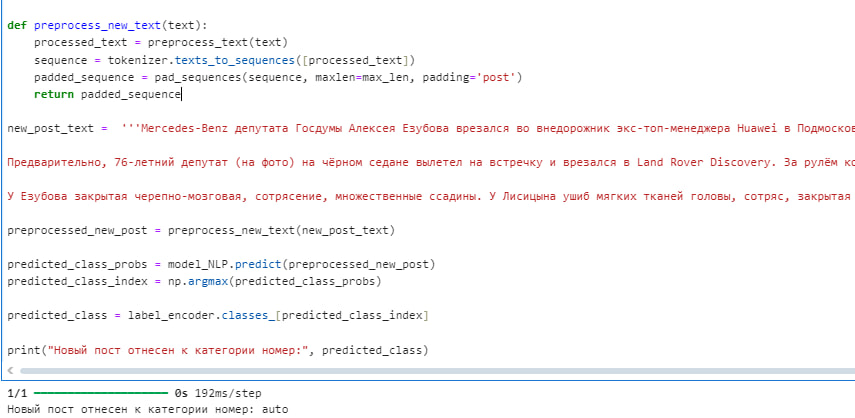 def preprocess_new_text(text):
    processed_text = preprocess_text(text)
    sequence = tokenizer.texts_to_sequences([processed_text])
    padded_sequence = pad_sequences(sequence, maxlen=max_len, padding='post')
    return padded_sequence
new_post_text =  '''Mercedes-Benz депутата Госдумы Алексея Езубова врезался во внедорожник экс-топ-менеджера Huawei в Подмосков
Предварительно, 76-летний депутат (на фото) на чёрном седане вылетел на встречку и врезался в Land Rover Discovery. За рулём ко
У Езубова закрытая черепно-мозговая, сотрясение, множественные ссадины. У Лисицына ушиб мягких тканей головы, сотряс, закрытая
preprocessed_new_post = preprocess_new_text(new_post_text)
predicted_class_probs = model_NLP.predict(preprocessed_new_post)
predicted_class_index = np.argmax(predicted_class_probs)
predicted_class = label_encoder.classes_[predicted_class_index]
print("Новый пост отнесен к категории номер:", predicted_class)
1/1 ━━━━━━━━━━━━━━━━━━━━ 0s 192ms/step
Новый пост отнесен к категории номер: auto